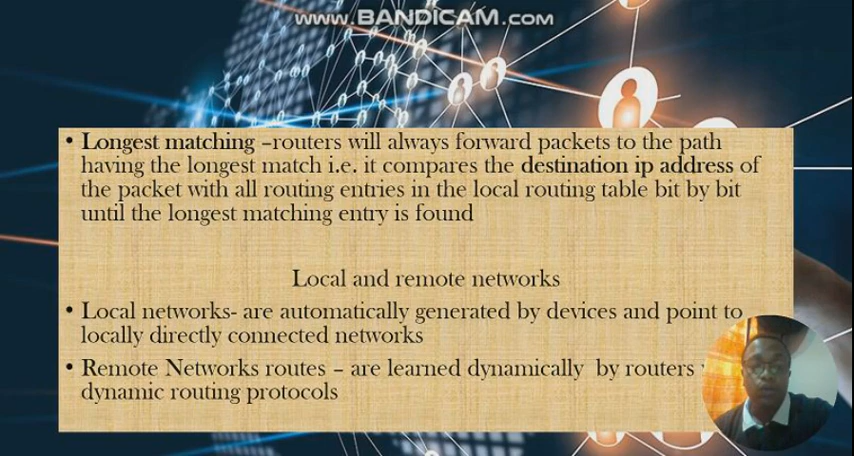 www.BANDICAM.com
• Longest matching –routers will always forward packets to the path
having the longest match i.e. it compares the destination ip address of
the packet with all routing entries in the local routing table bit by bit
until the longest matching entry is found
Local and remote networks
• Local networks- are automatically generated by devices and point to
locally directly connected networks
• Remote Networks routes – are learned dynamically by routers
dynamic routing protocols